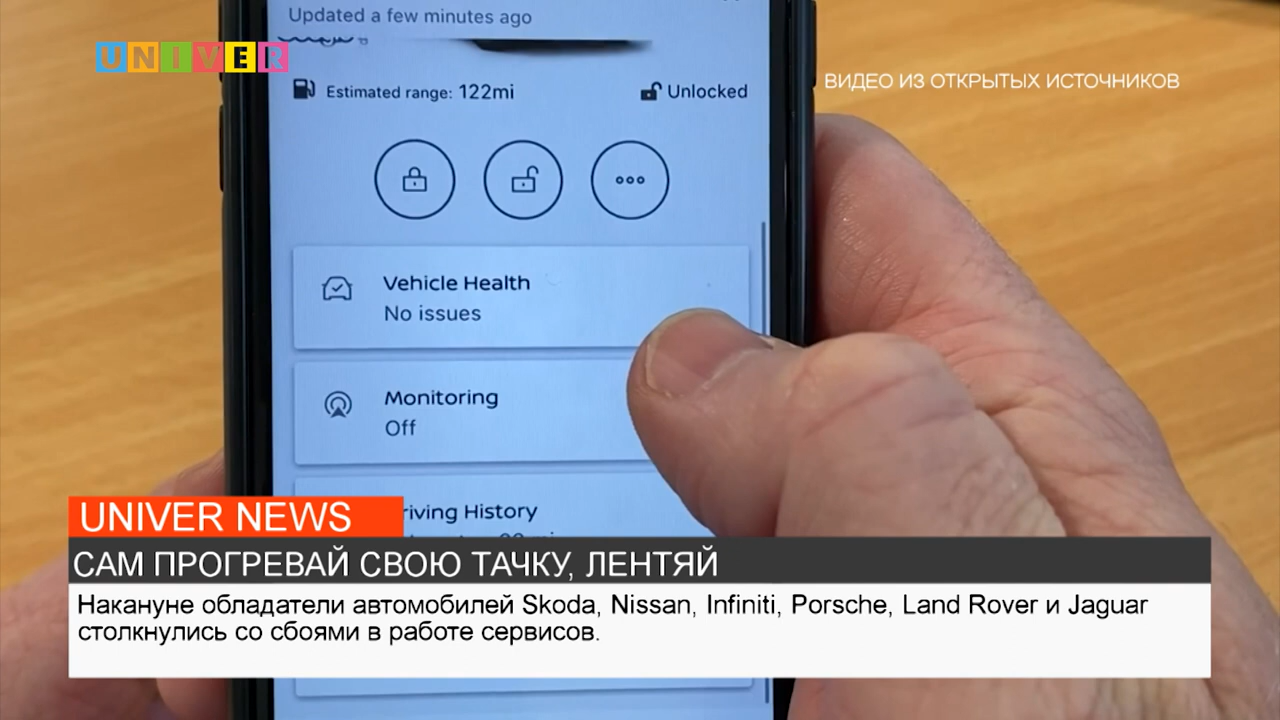 Updated a few minutes ago
UNIVER
ВИДЕО ИЗ ОТКРЫТЫХ ИСТОЧНИКОВ
Estimated range: 122mi
Unlocked
Vehicle Health
No issues
Monitoring
Off
riving History
UNIVER NEWS
САМ ПРОГРЕВАЙ СВОЮ ТАЧКУ, ЛЕНТЯЙ
Накануне обладатели автомобилей Skoda, Nissan, Infiniti, Porsche, Land Rover и Jaguar
столкнулись со сбоями в работе сервисов.